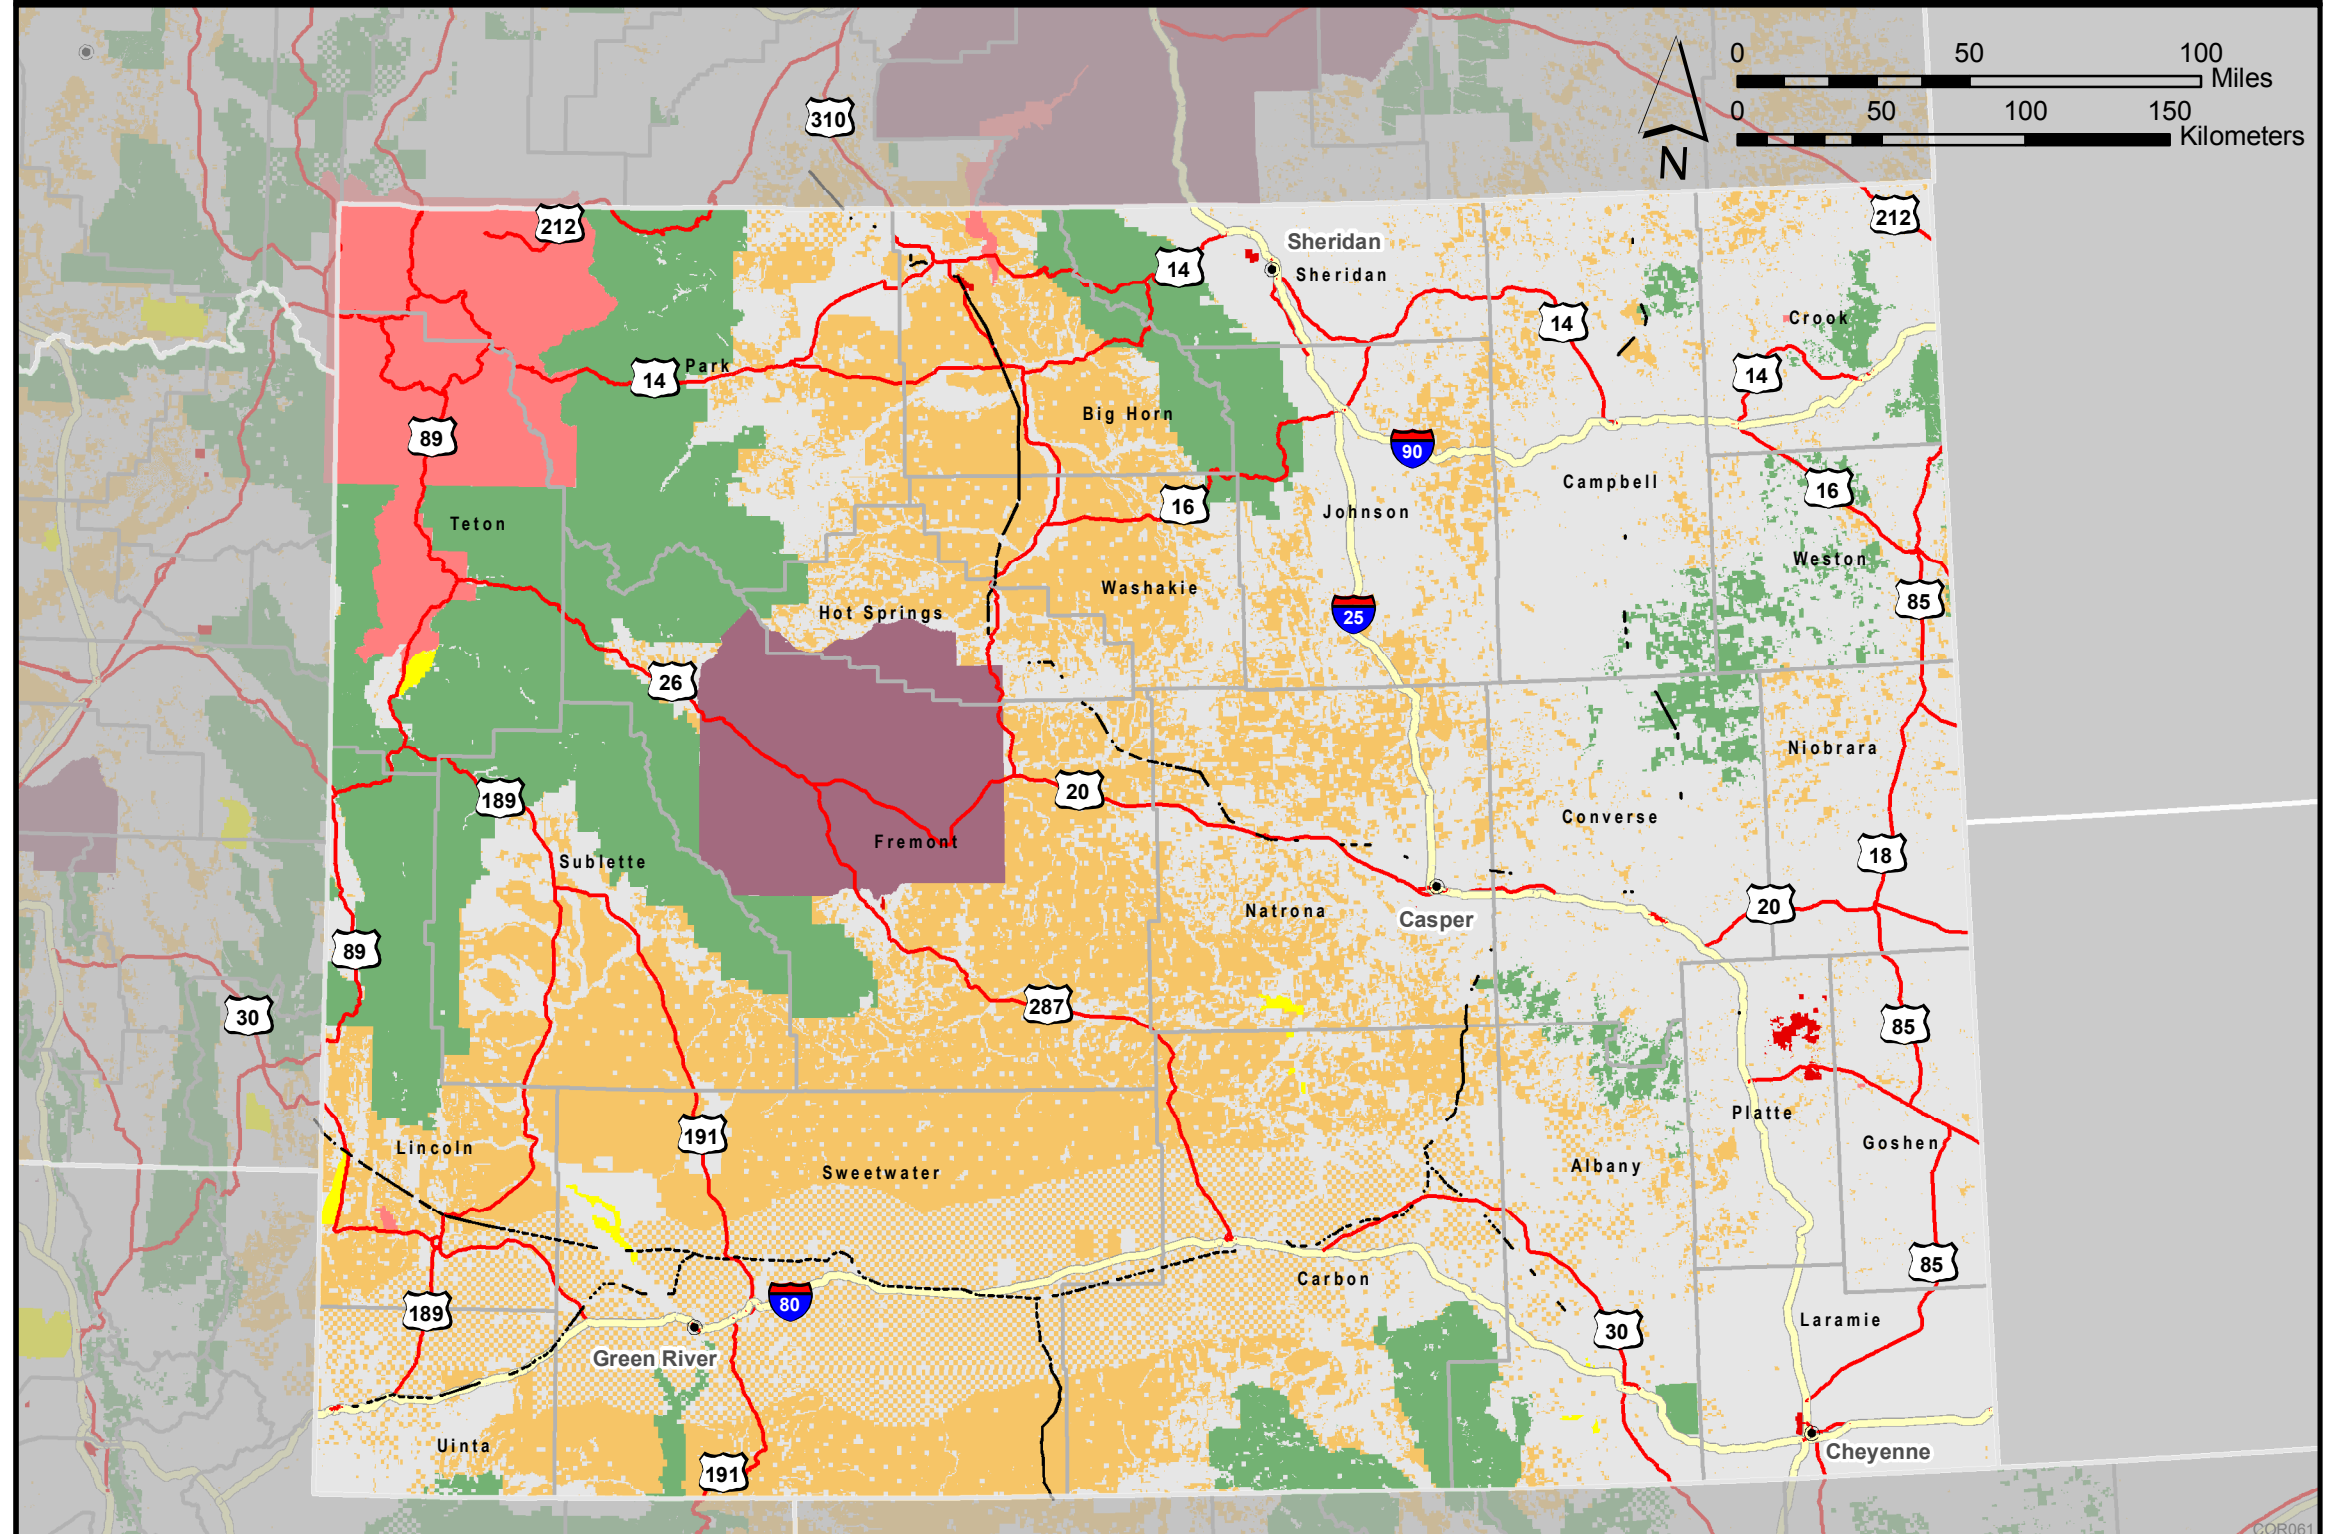 0 50 100
Miles
0 50 100 150
Kilometers
N
310
212
212
Sheridan
14
Sheridan
14
Crook
14
Park
14
89
Big Horn
90
Campbell
16
16
Teton
Johnson
Weston
Washakie
85
Hot Springs
25
26
Niobrara
189
20
Converse
Fremont
18
Sublette
Natrona
Casper
20
89
287
30
85
Platte
191
Goshen
Lincoln
Albany
Sweetwater
85
Carbon
80
189
Laramie
30
Green River
Uinta
Cheyenne
191
COR061